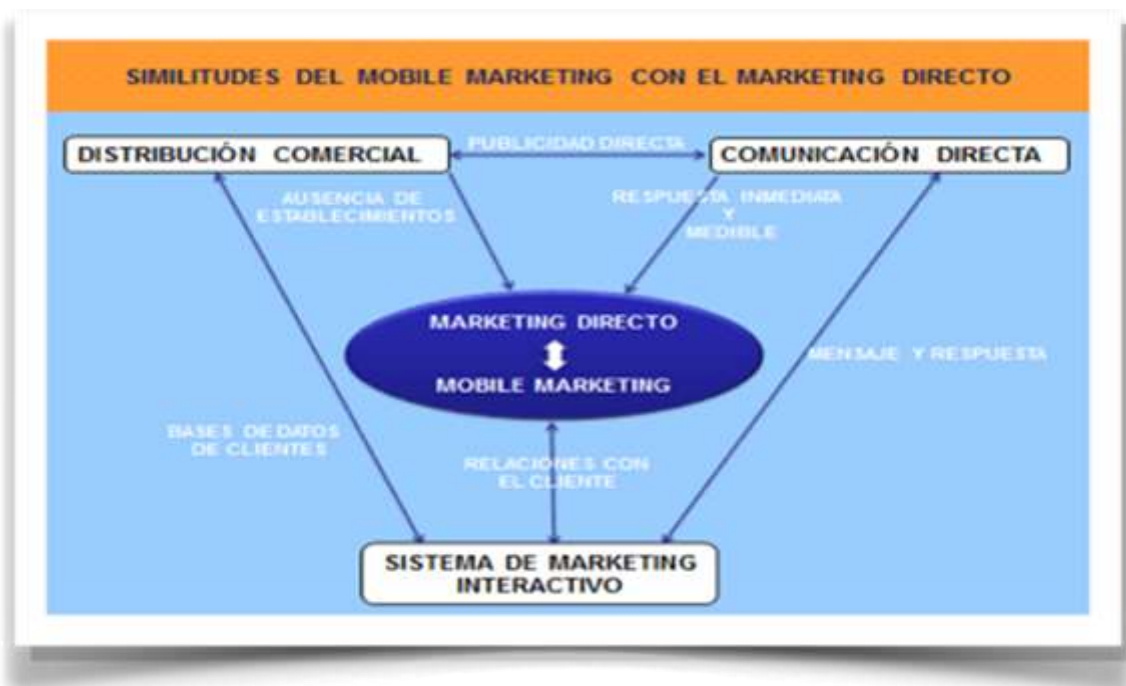 SIMILITUDES DEL MOBILE MARKETING CON EL MARKETING DIRECTO
DISTRIBUCIÓN COMERCIAL
PUBLICIDAD DIRECTA
COMUNICACIÓN DIRECTA
AUSENCIA DE
ESTABLECIMIENTOS
RESPUESTA INMEDIATA
Y
MEDIBLE
MARKETING DIRECTO
MOBILE MARKETING
MENSAJE Y RESPUESTA
BASES DE DATOS
DE CLIENTES
RELACIONES CON
EL CLIENTE
SISTEMA DE MARKETING
INTERACTIVO